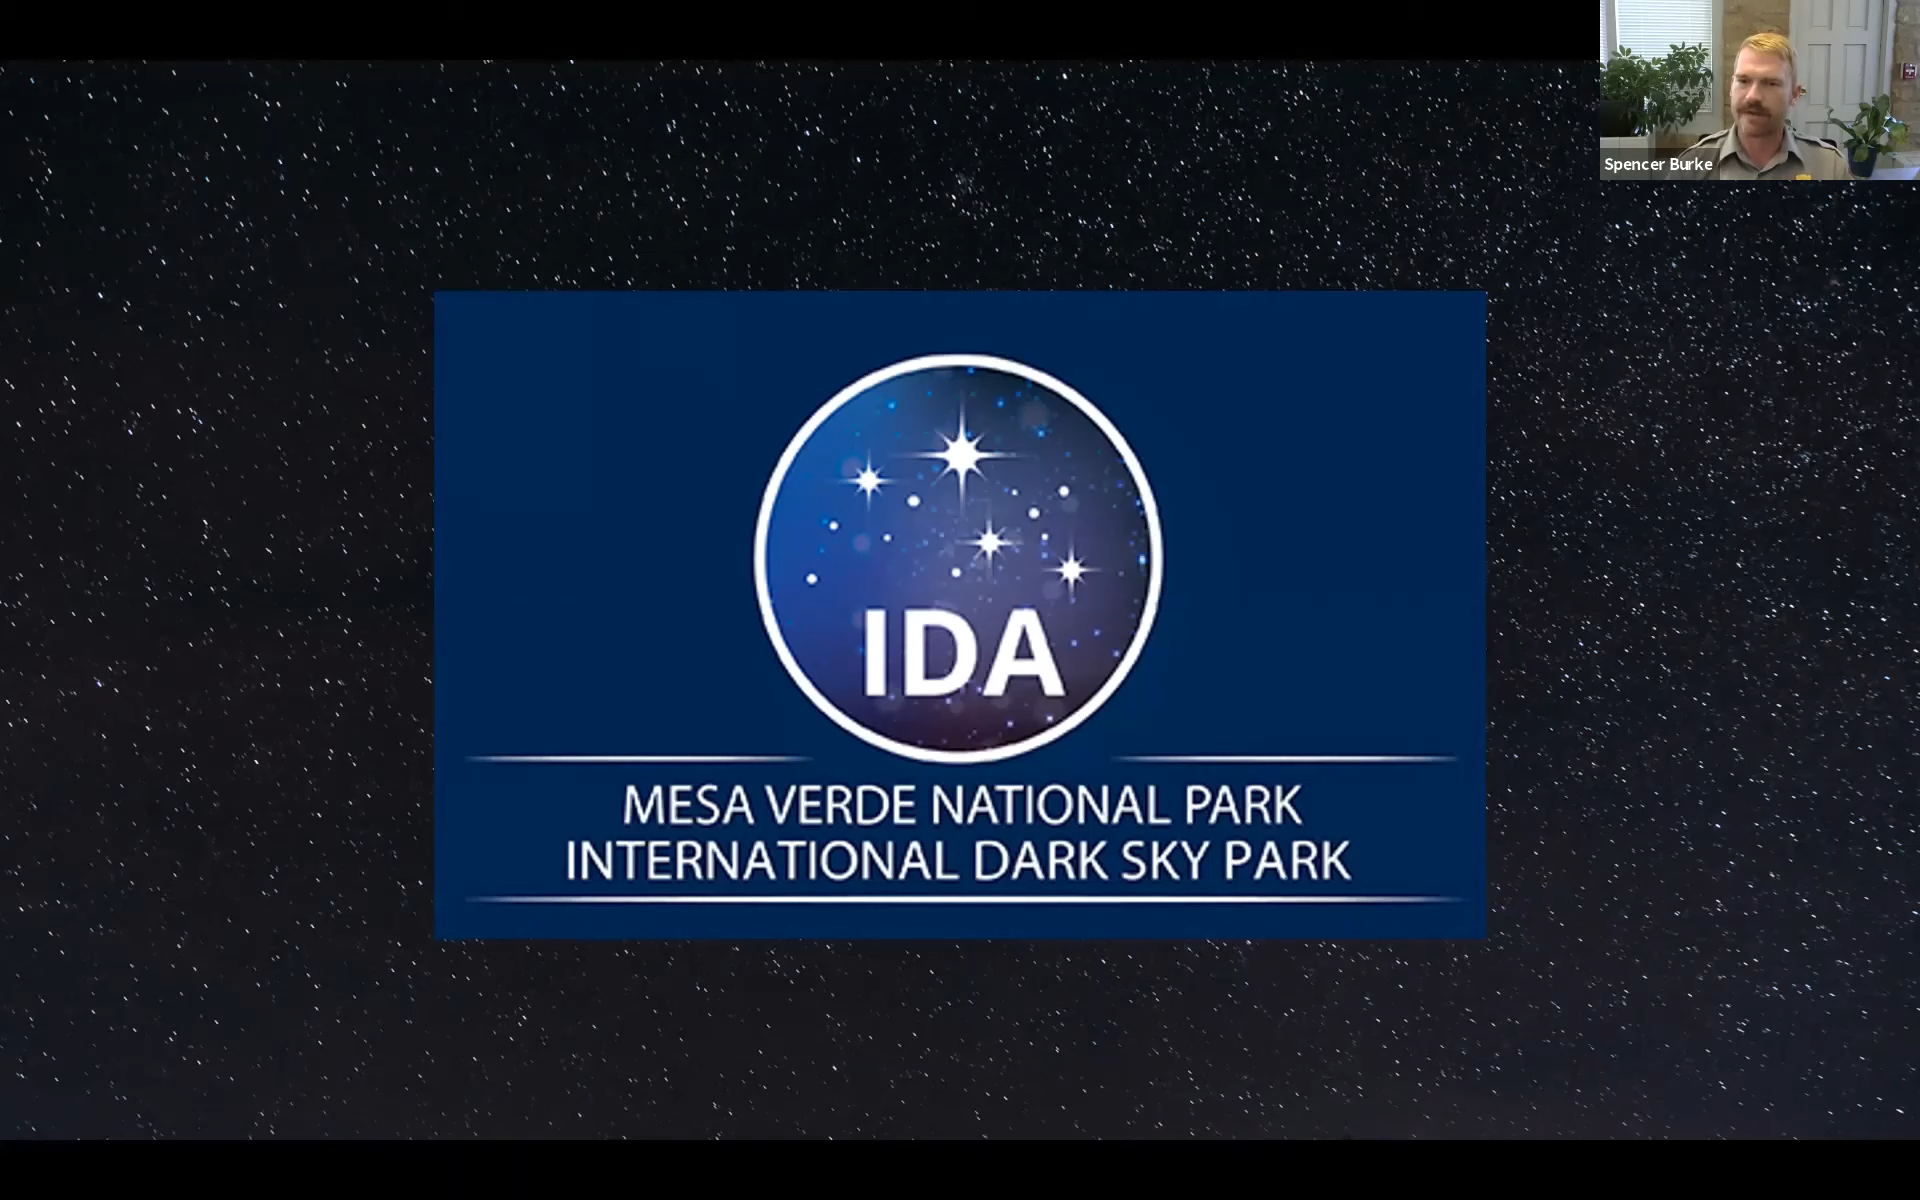 Spencer Burke
IDA
MESA VERDE NATIONAL PARK
INTERNATIONAL DARK SKY PARK